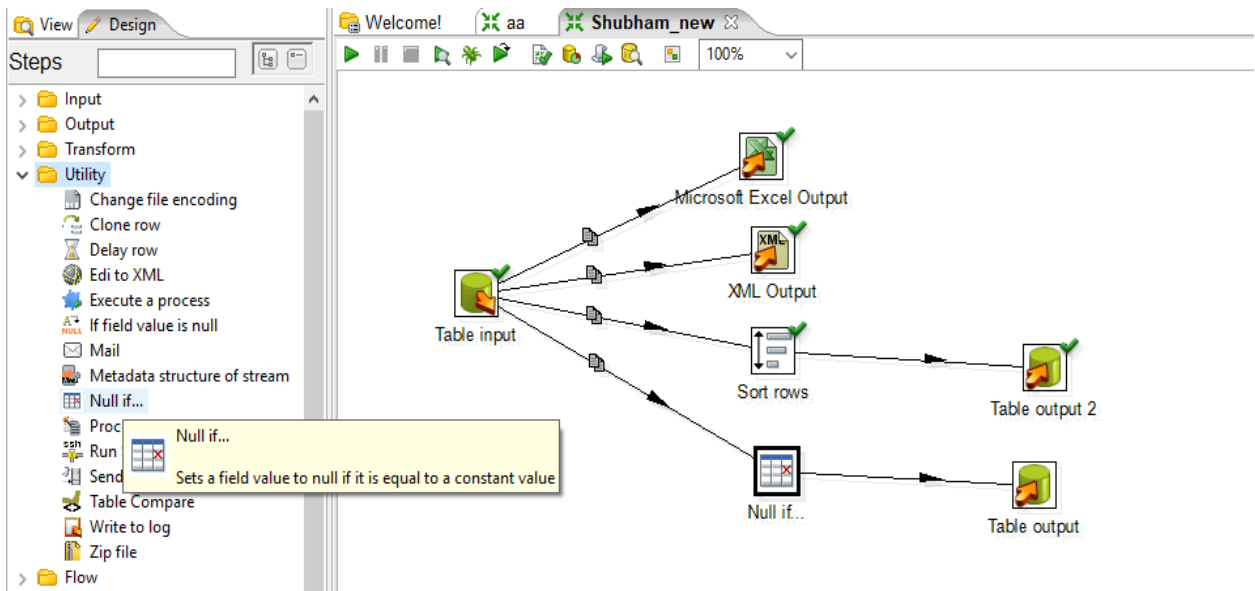 View
Design
Steps
Input
Output
Transform
Utility
Change file encoding
Clone row
Delay row
Edi to XML
Execute a process
If field value is null
Mail
Metadata structure of stream
Null if...
Proc
Run
Send
Table Compare
Write to log
Zip file
Flow
Null if...
Sets a field value to null if it is equal to a constant value
Welcome!
aa
Shubham_new
100%
Microsoft Excel Output
XML
XML Output
Table input
Sort rows
Table output 2
Null if...
Table output